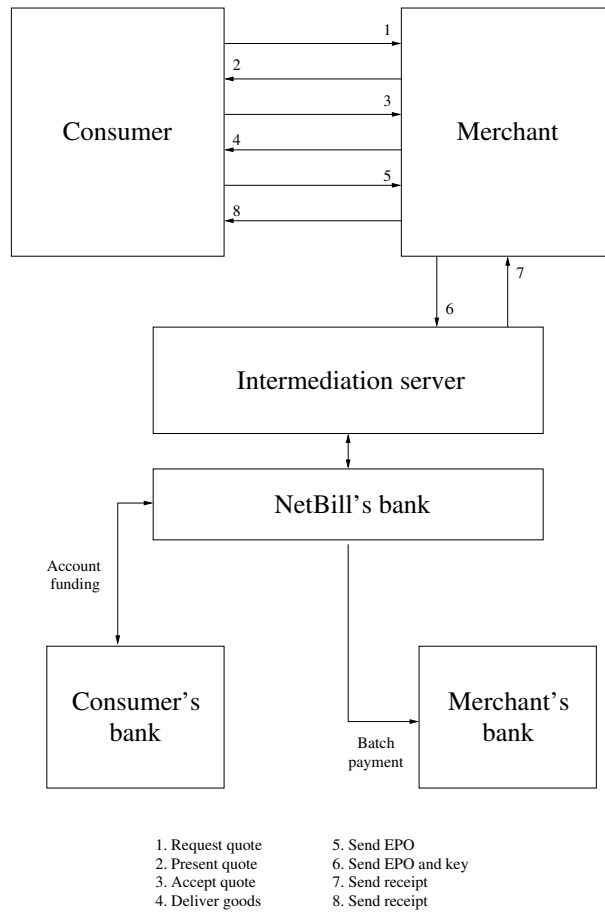 1
2
3
4
5
8
Consumer
Merchant
6
7
Intermediation server
NetBill's bank
Account
funding
Consumer's
bank
Merchant's
bank
Batch
payment
1. Request quote
2. Present quote
3. Accept quote
4. Deliver goods
5. Send EPO
6. Send EPO and key
7. Send receipt
8. Send receipt